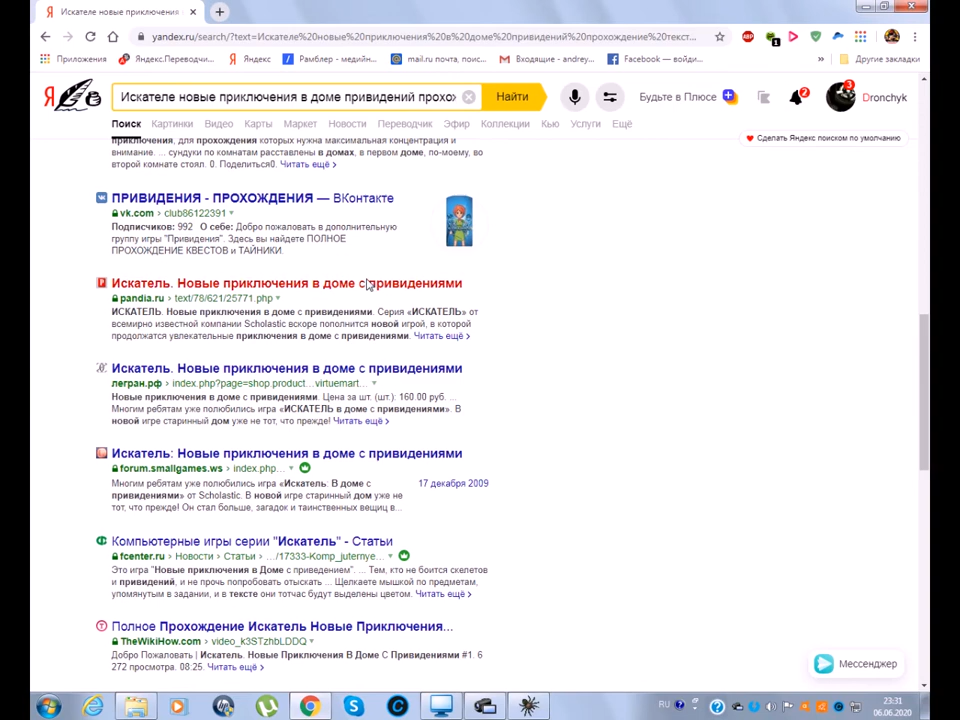 Искателе новые приключения
yandex.ru/search/?text=Искателе%20новые%20приключения%20в%20доме%20привидений%20прохождение%20текст...
Приложения
Яндекс.Переводчи...
Яндекс
Рамблер - медийн...
mail.ru почта, поис...
Входящие - andrey...
Facebook — войди...
»
Другие закладки
Искателе новые приключения в доме привидений прохо
Найти
Будьте в Плюсе
2
3
Dronchyk
Поиск Картинки Видео Карты Маркет Новости Переводчик Эфир Коллекции Кью Услуги Ещё
Сделать Яндекс поиском по умолчанию
приключения, для прохождения которых нужна максимальная концентрация и
внимание. ... сундуки по комнатам расставлены в домах, в первом доме, по-моему, во
второй комнате стоял. 0. Поделиться0. Читать ещё >
ПРИВИДЕНИЯ - ПРОХОЖДЕНИЯ — ВКонтакте
vk.com › club86122391
Подписчиков: 992 О себе: Добро пожаловать в дополнительную
группу игры "Привидения". Здесь вы найдете ПОЛНОЕ
ПРОХОЖДЕНИЕ КВЕСТОВ и ТАЙНИКИ.
Искатель. Новые приключения в доме с привидениями
pandia.ru › text/78/621/25771.php
ИСКАТЕЛЬ. Новые приключения в доме с привидениями. Серия «ИСКАТЕЛЬ» от
всемирно известной компании Scholastic вскоре пополнится новой игрой, в которой
продолжатся увлекательные приключения в доме с привидениями. Читать ещё >
Искатель. Новые приключения в доме с привидениями
легран.рф › index.php?page=shop.product...virtuemart...
Новые приключения в доме с привидениями. Цена за шт. (шт.): 160.00 руб. ...
Многим ребятам уже полюбились игра «ИСКАТЕЛЬ в доме с привидениями». В
новой игре старинный дом уже не тот, что прежде! Читать ещё >
Искатель: Новые приключения в доме с привидениями
forum.smallgames.ws › index.php...
Многим ребятам уже полюбились игра «Искатель: В доме с
привидениями» от Scholastic. В новой игре старинный дом уже не
тот, что прежде! Он стал больше, загадок и таинственных вещиц в...
17 декабря 2009
Компьютерные игры серии "Искатель" - Статьи
fcenter.ru › Новости › Статьи › .../17333-Komp_juternye...
Это игра "Новые приключения в Доме с приведением". ... Тем, кто не боится скелетов
и привидений, и не прочь попробовать отыскать ... Щелкаете мышкой по предметам,
упомянутым в задании, и в тексте они тотчас будут выделены цветом. Читать ещё >
Полное Прохождение Искатель Новые Приключения...
TheWikiHow.com › video_k3STzhbLDDQ
Добро Пожаловать | Искатель. Новые Приключения В Доме С Привидениями #1. 6
272 просмотра. 08:25. Читать ещё >
Мессенджер
RU
23:31
06.06.2020